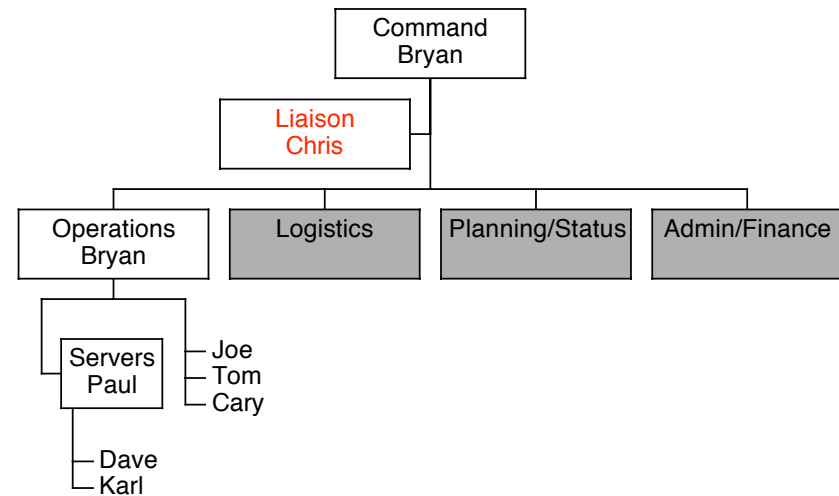 Command
Bryan
Liaison
Chris
Operations
Bryan
Logistics
Planning/Status
Admin/Finance
Servers
Paul
Joe
Tom
Cary
Dave
Karl